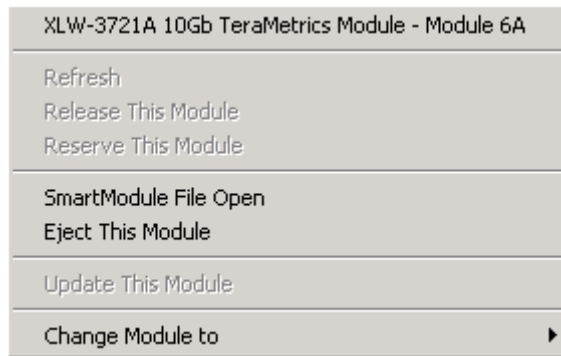 XLW-3721A 10Gb TeraMetrics Module - Module 6A
Refresh
Release This Module
Reserve This Module
SmartModule File Open
Eject This Module
Update This Module
Change Module to